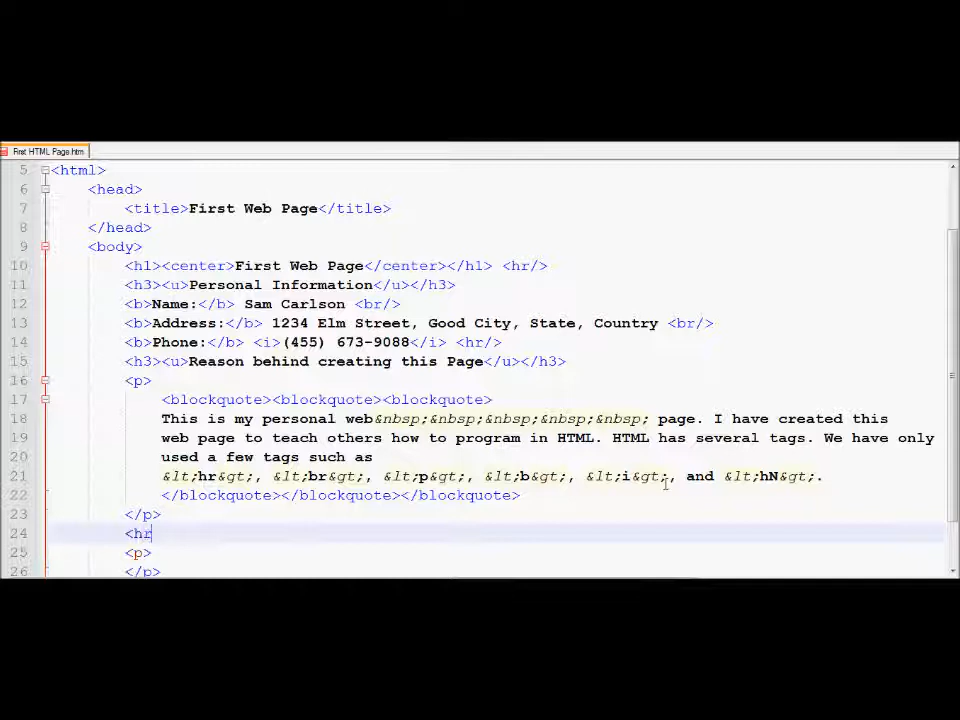 First HTML Page.htm
5 <html>
6 <head>
7 <title>First Web Page</title>
8 </head>
9 <body>
10 <h1><center>First Web Page</center></h1> <hr/>
11 <h3><u>Personal Information</u></h3>
12 <b>Name:</b> Sam Carlson <br/>
13 <b>Address:</b> 1234 Elm Street, Good City, State, Country <br/>
14 <b>Phone:</b> <i>(455) 673-9088</i> <hr/>
15 <h3><u>Reason behind creating this Page</u></h3>
16 <p>
17 <blockquote><blockquote><blockquote>
18 This is my personal web&nbsp;&nbsp;&nbsp;&nbsp;&nbsp; page. I have created this
19 web page to teach others how to program in HTML. HTML has several tags. We have only
20 used a few tags such as
21 &lt;hr&gt;, &lt;br&gt;, &lt;p&gt;, &lt;b&gt;, &lt;i&gt;, and &lt;hN&gt;.
22 </blockquote></blockquote></blockquote>
23 </p>
24 <hr
25 <p>
26 </p>